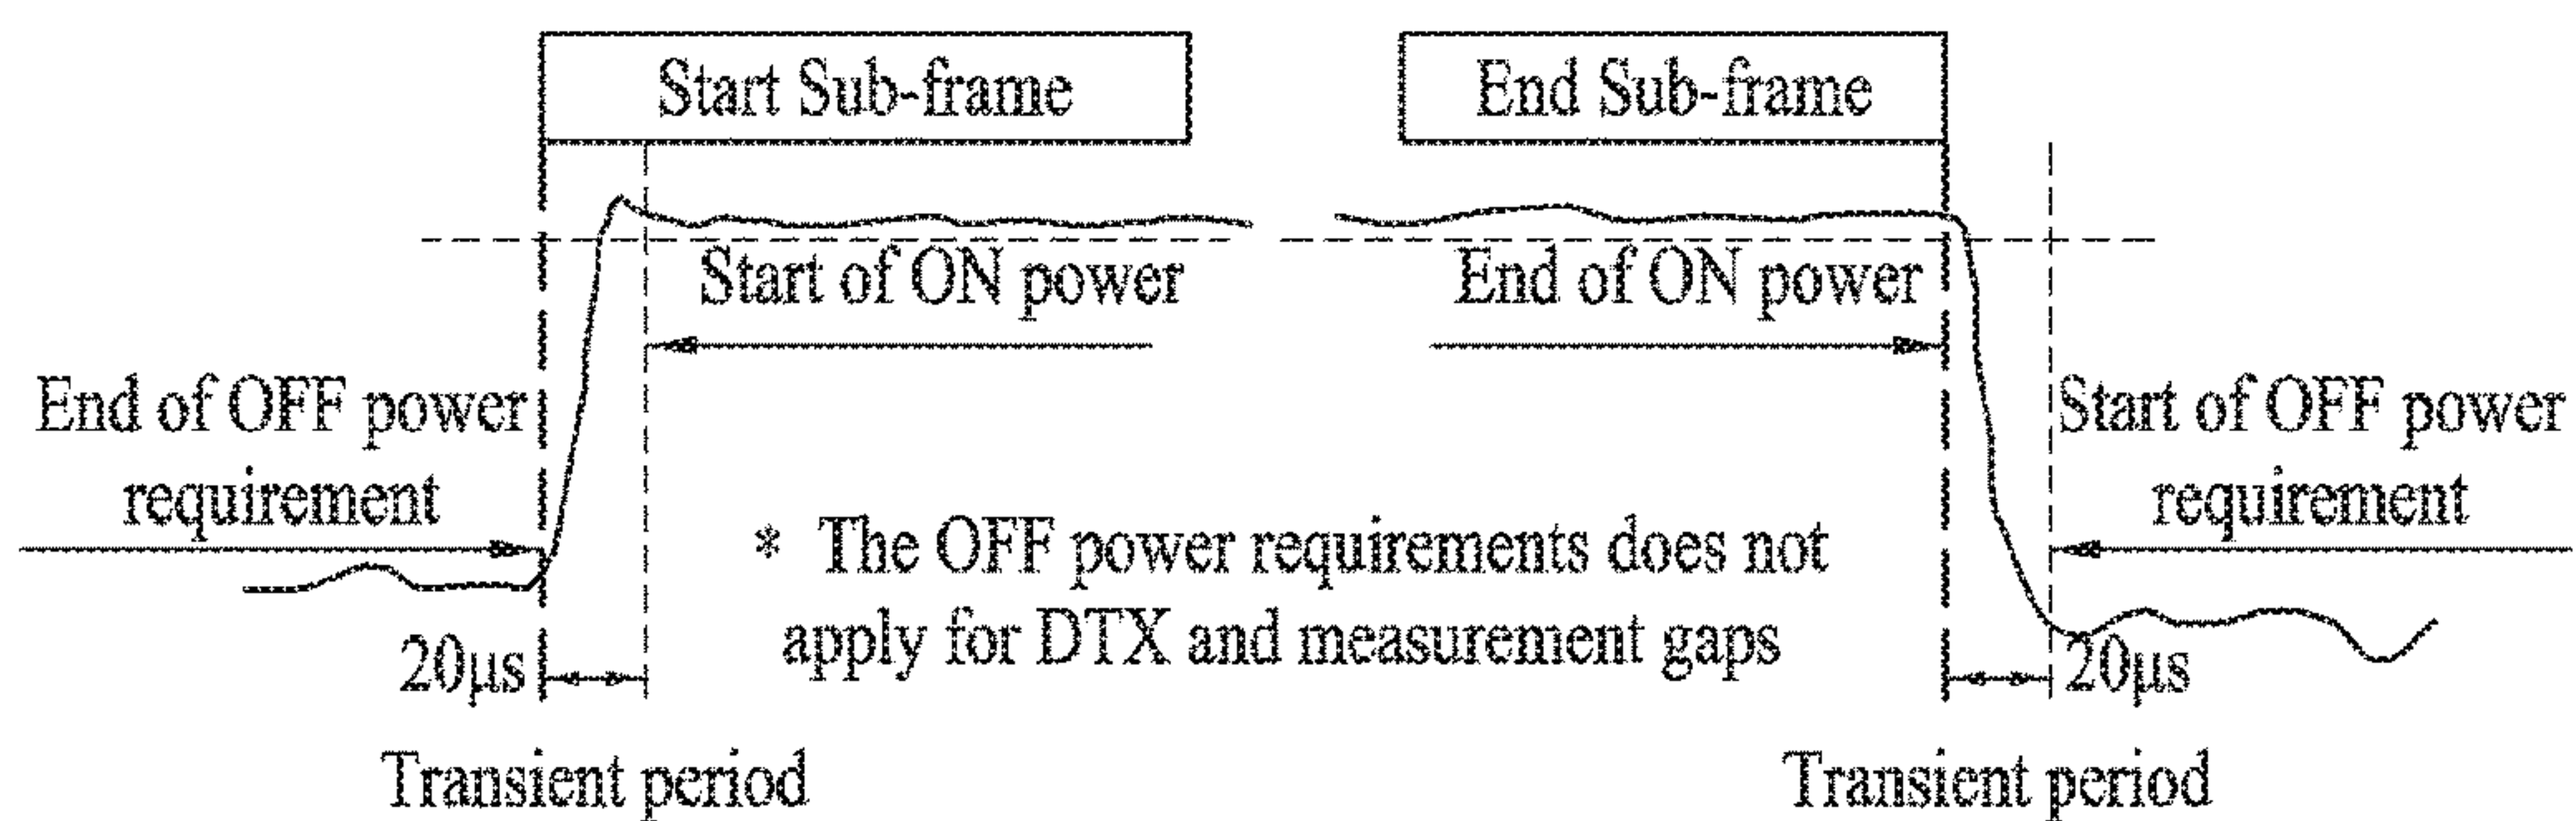 Start Sub-frame
End Sub-frame
Start of ON power
End of ON power
End of OFF power
requirement
Start of OFF power
requirement
* The OFF power requirements does not
apply for DTX and measurement gaps
20μs
20μs
Transient period
Transient period